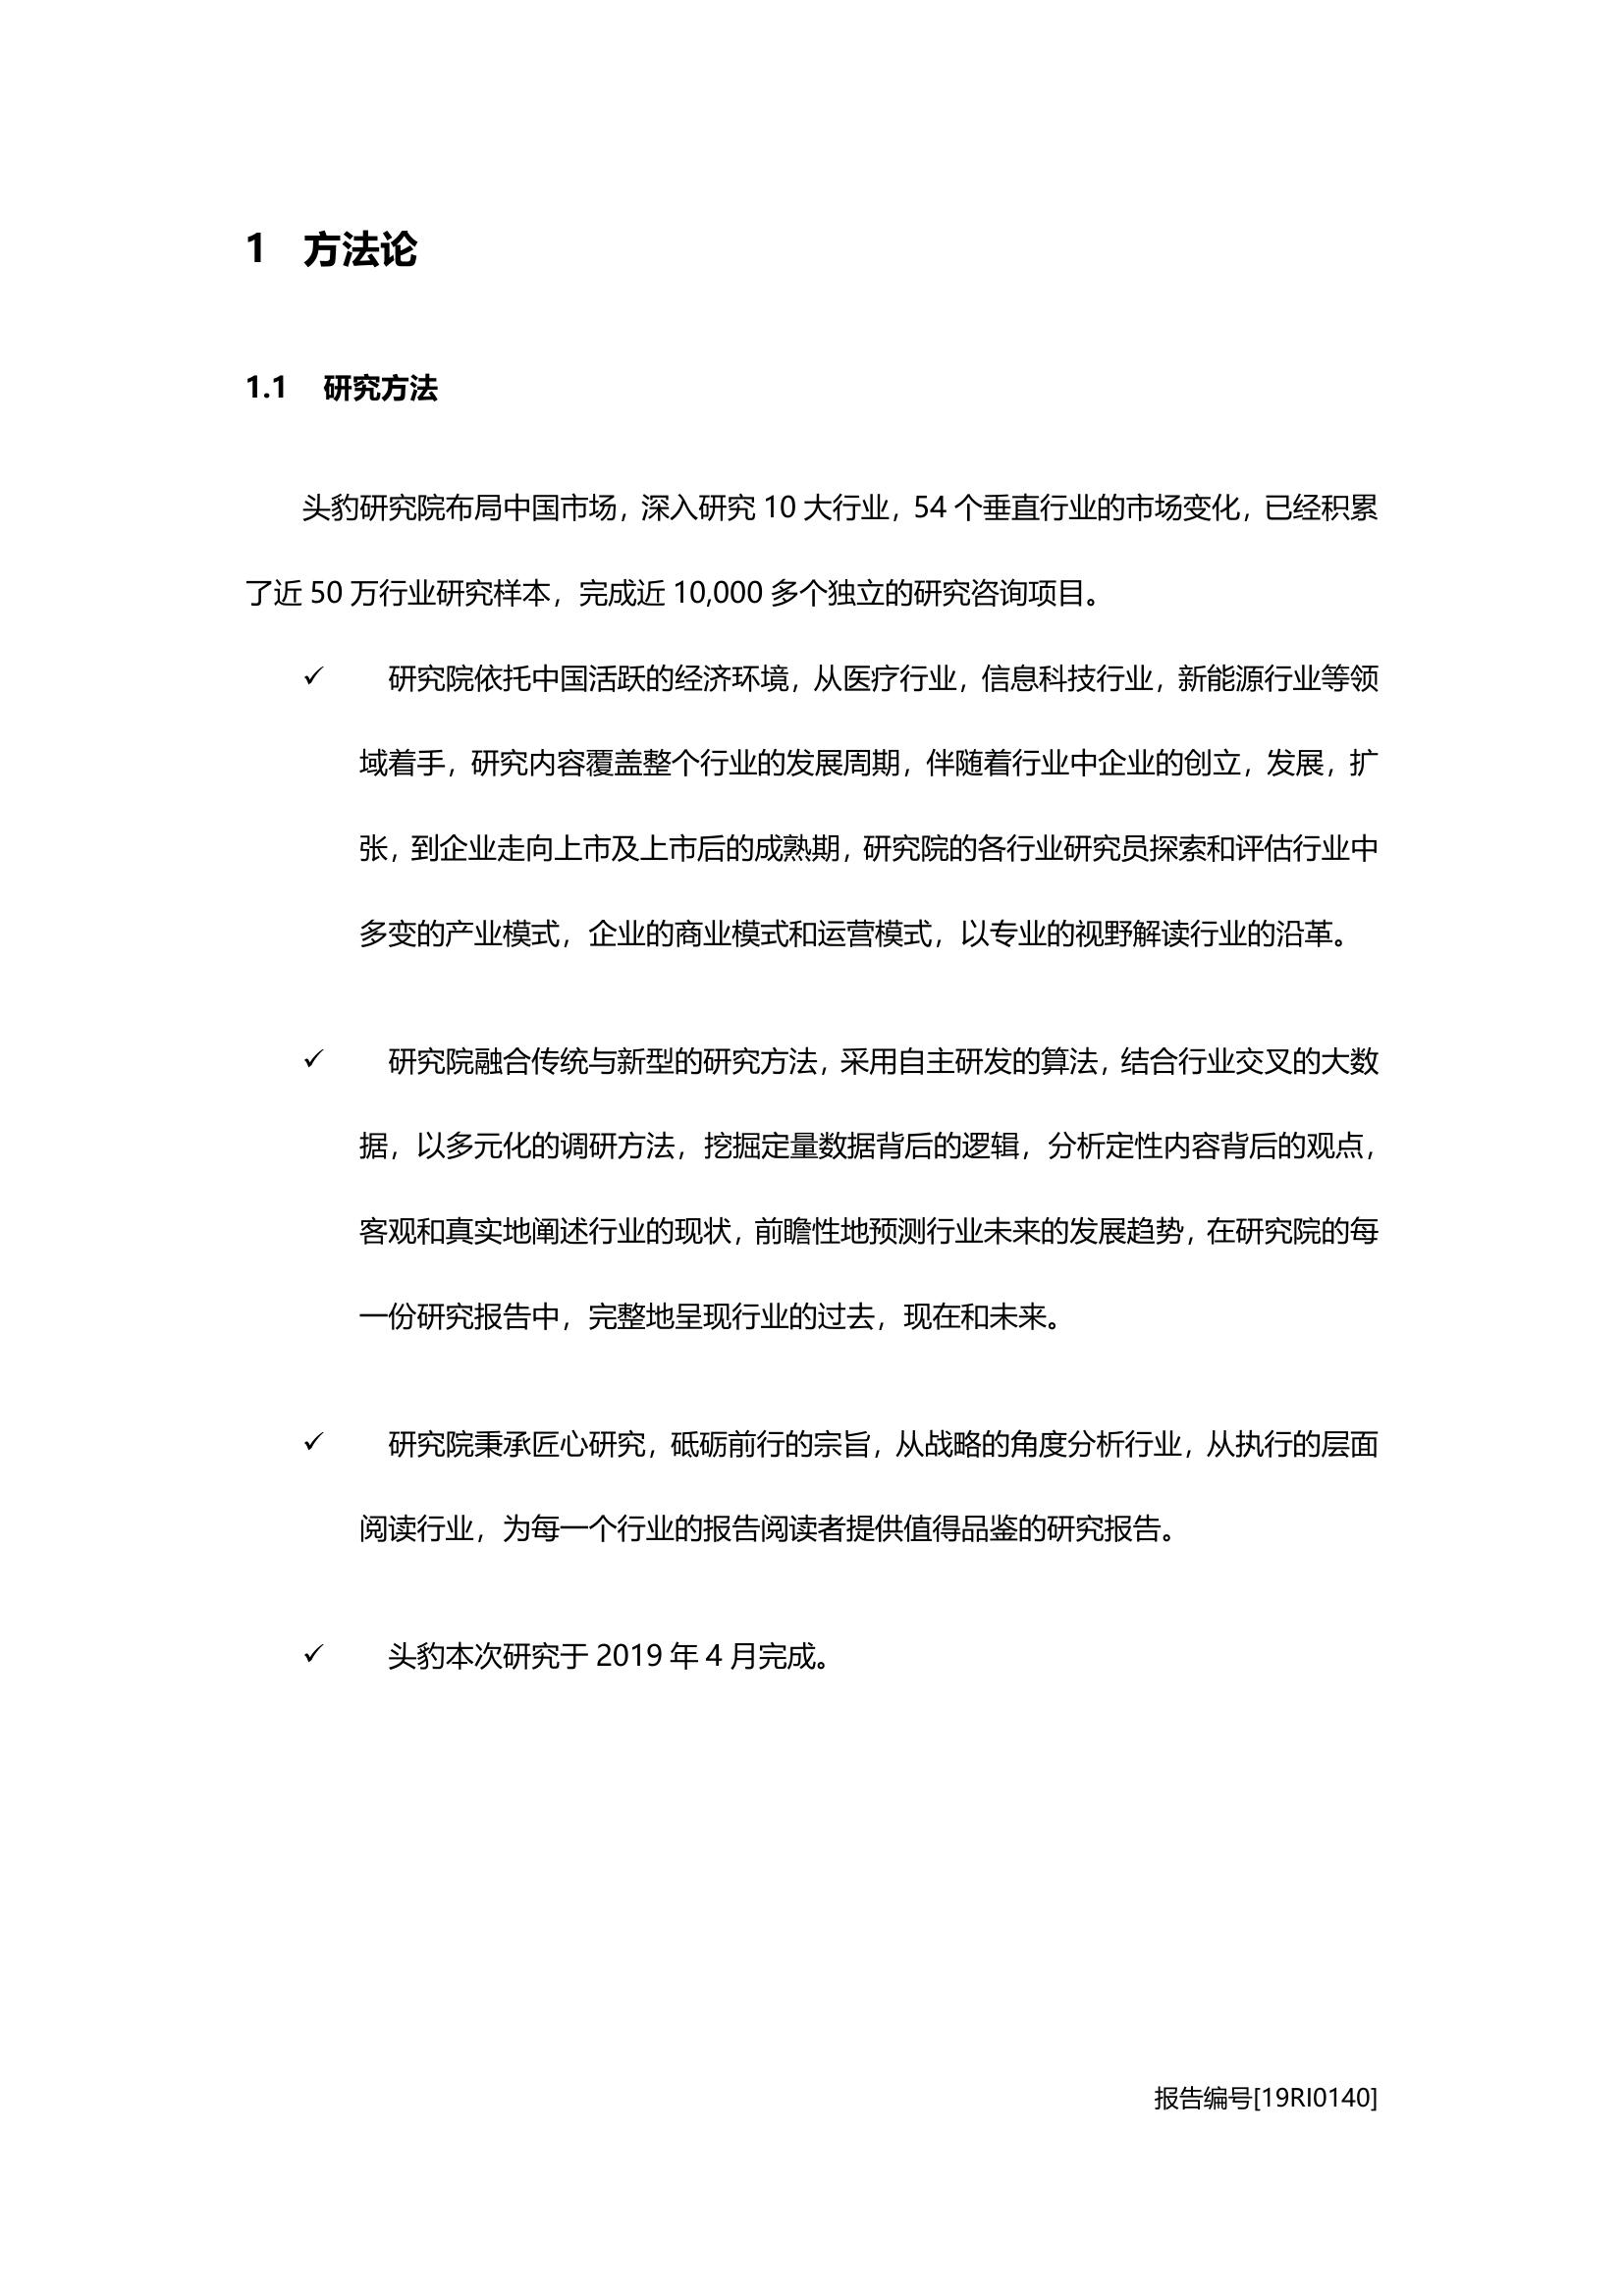 1 方法论
1.1 研究方法
头豹研究院布局中国市场，深入研究 10 大行业，54 个垂直行业的市场变化，已经积累
了近 50 万行业研究样本，完成近 10,000 多个独立的研究咨询项目。
✓ 研究院依托中国活跃的经济环境，从医疗行业，信息科技行业，新能源行业等领
域着手，研究内容覆盖整个行业的发展周期，伴随着行业中企业的创立，发展，扩
张，到企业走向上市及上市后的成熟期，研究院的各行业研究员探索和评估行业中
多变的产业模式，企业的商业模式和运营模式，以专业的视野解读行业的沿革。
✓ 研究院融合传统与新型的研究方法，采用自主研发的算法，结合行业交叉的大数
据，以多元化的调研方法，挖掘定量数据背后的逻辑，分析定性内容背后的观点，
客观和真实地阐述行业的现状，前瞻性地预测行业未来的发展趋势，在研究院的每
一份研究报告中，完整地呈现行业的过去，现在和未来。
✓ 研究院秉承匠心研究，砥砺前行的宗旨，从战略的角度分析行业，从执行的层面
阅读行业，为每一个行业的报告阅读者提供值得品鉴的研究报告。
✓ 头豹本次研究于 2019 年 4 月完成。
报告编号[19RI0140]